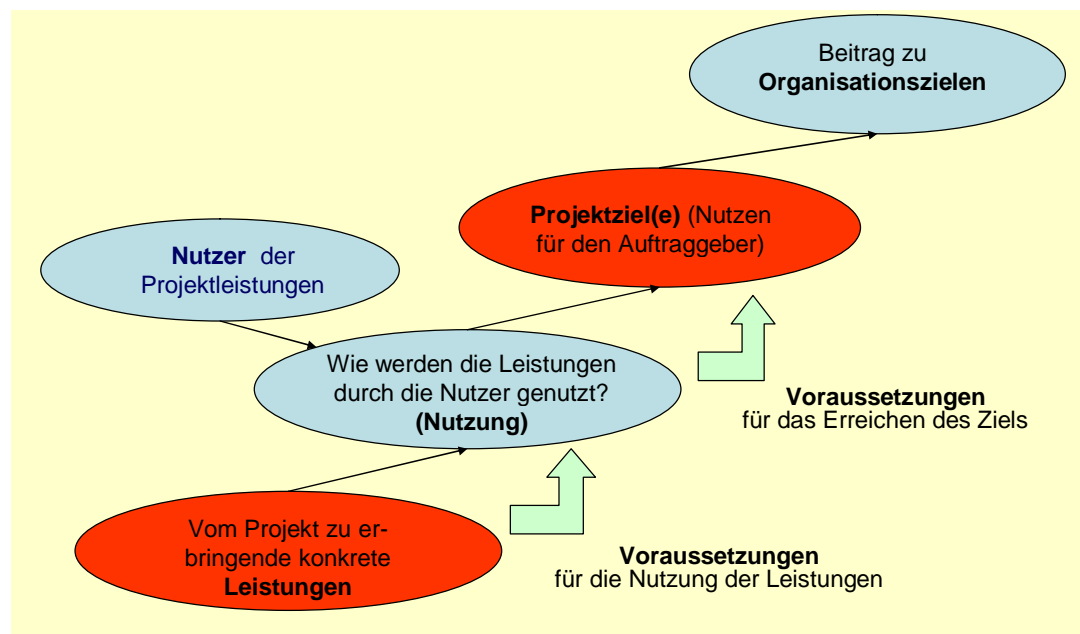 Beitrag zu
Organisationszielen
Projektziel(e) (Nutzen
für den Auftraggeber)
Nutzer der
Projektleistungen
Wie werden die Leistungen
durch die Nutzer genutzt?
(Nutzung)
Voraussetzungen
für das Erreichen des Ziels
Vom Projekt zu er-
bringende konkrete
Leistungen
Voraussetzungen
für die Nutzung der Leistungen